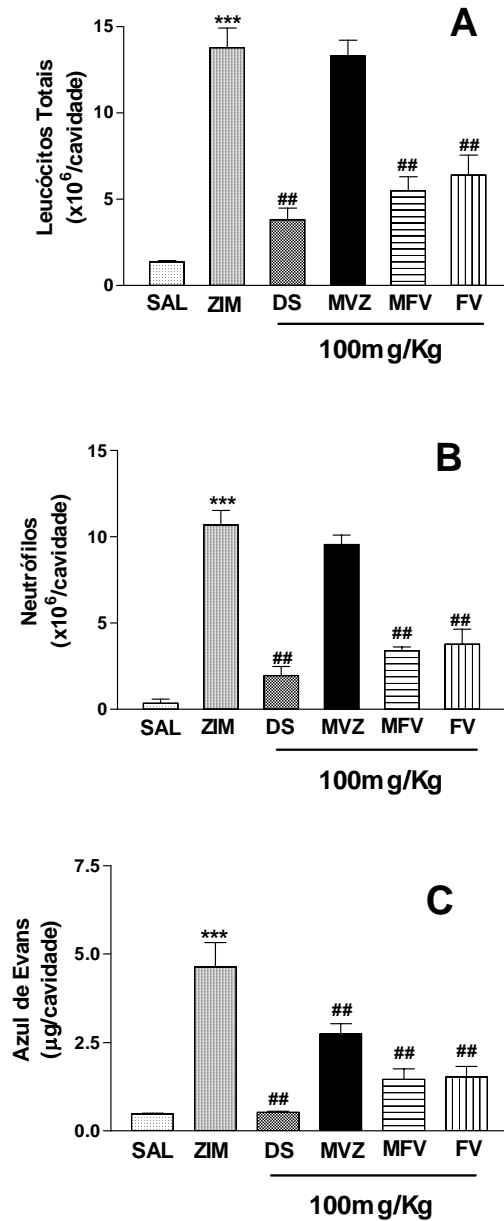 A
Leucócitos Totais
(x10⁶/cavidade)
15
10
5
0
***
##
##
##
SAL ZIM DS MVZ MFV FV
100mg/Kg
B
Neutrófilos
(x10⁶/cavidade)
15
10
5
0
***
##
##
##
SAL ZIM DS MVZ MFV FV
100mg/Kg
C
Azul de Evans
(µg/cavidade)
7.5
5.0
2.5
0.0
***
##
##
##
##
SAL ZIM DS MVZ MFV FV
100mg/Kg